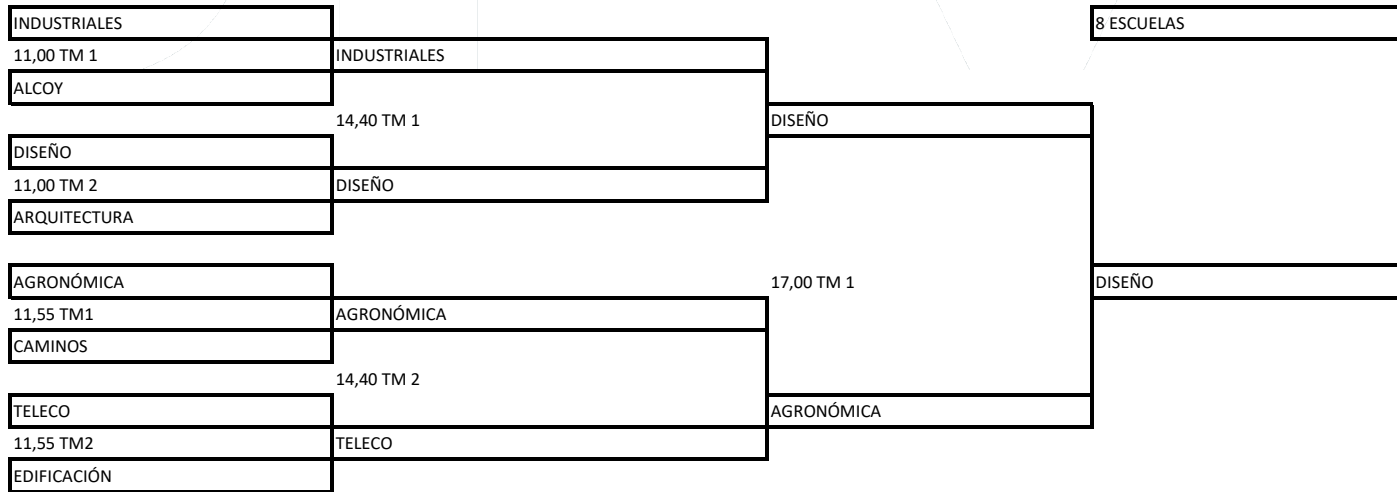 INDUSTRIALES
8 ESCUELAS
11,00 TM 1
INDUSTRIALES
ALCOY
14,40 TM 1
DISEÑO
DISEÑO
11,00 TM 2
DISEÑO
ARQUITECTURA
AGRONÓMICA
17,00 TM 1
DISEÑO
11,55 TM1
AGRONÓMICA
CAMINOS
14,40 TM 2
TELECO
AGRONÓMICA
11,55 TM2
TELECO
EDIFICACIÓN